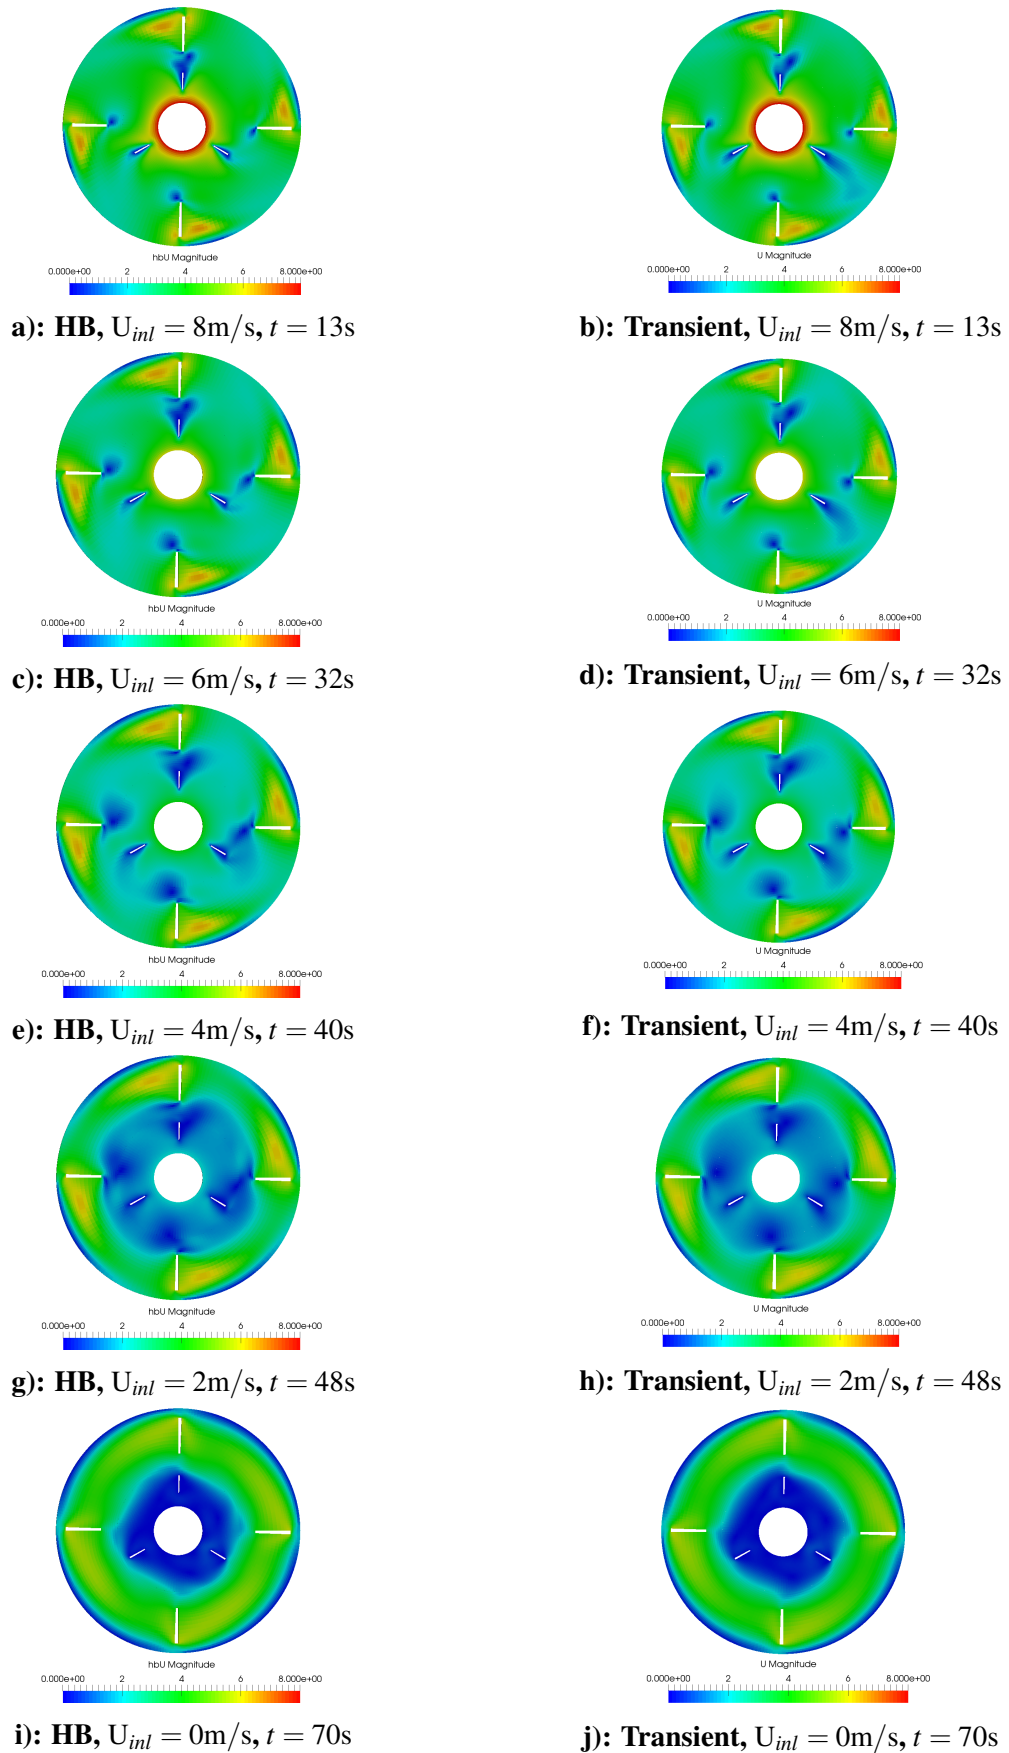 hbU Magnitude
0.000e+00 2 4 6 8.000e+00
U Magnitude
0.000e+00 2 4 6 8.000e+00
a): HB, U_inl = 8m/s, t = 13s
b): Transient, U_inl = 8m/s, t = 13s
hbU Magnitude
0.000e+00 2 4 6 8.000e+00
U Magnitude
0.000e+00 2 4 6 8.000e+00
c): HB, U_inl = 6m/s, t = 32s
d): Transient, U_inl = 6m/s, t = 32s
hbU Magnitude
0.000e+00 2 4 6 8.000e+00
U Magnitude
0.000e+00 2 4 6 8.000e+00
e): HB, U_inl = 4m/s, t = 40s
f): Transient, U_inl = 4m/s, t = 40s
hbU Magnitude
0.000e+00 2 4 6 8.000e+00
U Magnitude
0.000e+00 2 4 6 8.000e+00
g): HB, U_inl = 2m/s, t = 48s
h): Transient, U_inl = 2m/s, t = 48s
hbU Magnitude
0.000e+00 2 4 6 8.000e+00
U Magnitude
0.000e+00 2 4 6 8.000e+00
i): HB, U_inl = 0m/s, t = 70s
j): Transient, U_inl = 0m/s, t = 70s